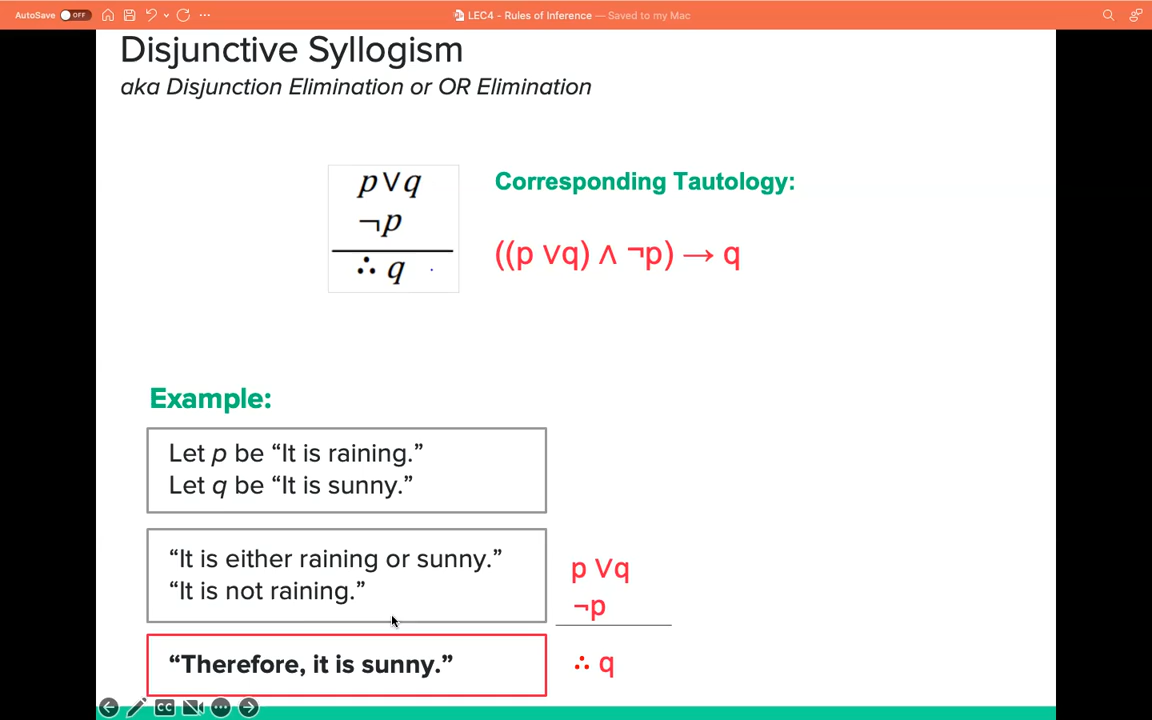 AutoSave OFF
LEC4 - Rules of Inference — Saved to my Mac
Disjunctive Syllogism
aka Disjunction Elimination or OR Elimination
p∨q
¬p
∴ q
Corresponding Tautology:
((p ∨q) ∧ ¬p) → q
Example:
Let p be “It is raining.”
Let q be “It is sunny.”
“It is either raining or sunny.”
“It is not raining.”
p ∨q
¬p
“Therefore, it is sunny.”
∴ q
CC